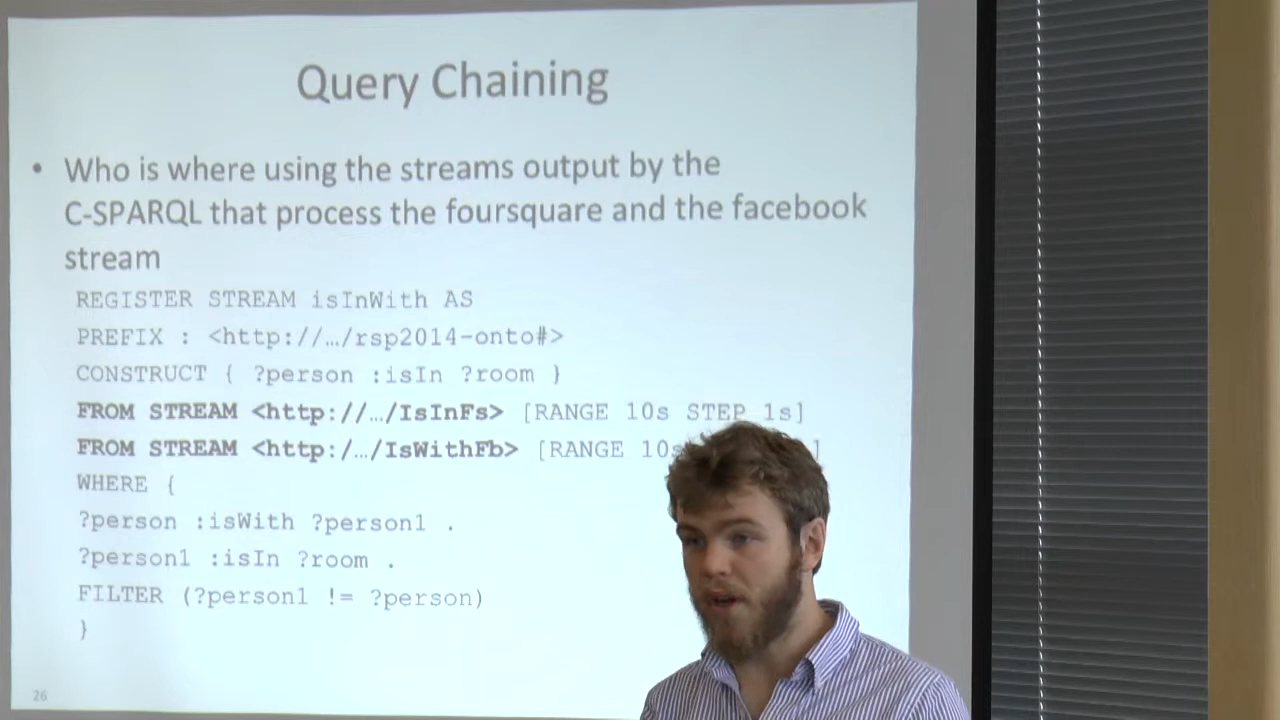 Query Chaining
• Who is where using the streams output by the
C-SPARQL that process the foursquare and the facebook
stream
REGISTER STREAM isInWith AS
PREFIX : <http://…/rsp2014-onto#>
CONSTRUCT { ?person :isIn ?room }
FROM STREAM <http://…/IsInFs> [RANGE 10s STEP 1s]
FROM STREAM <http:/…/IsWithFb> [RANGE 10s ]
WHERE {
?person :isWith ?person1 .
?person1 :isIn ?room .
FILTER (?person1 != ?person)
}
26